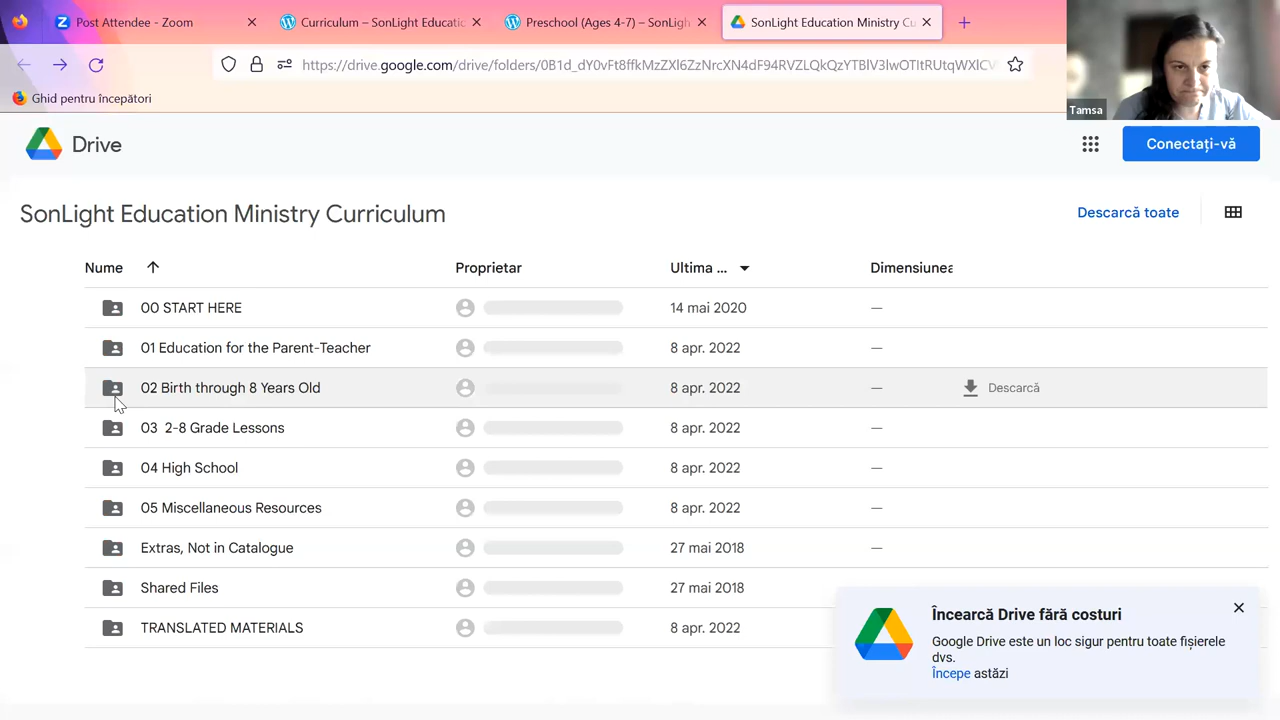 Post Attendee - Zoom
Curriculum – SonLight Educatic
Preschool (Ages 4-7) – SonLigh
SonLight Education Ministry Cu
https://drive.google.com/drive/folders/
Ghid pentru începători
Tamsa
Drive
Conectați-vă
SonLight Education Ministry Curriculum
Descarcă toate
Nume Proprietar Ultima ... Dimensiunea
00 START HERE 14 mai 2020 —
01 Education for the Parent-Teacher 8 apr. 2022 —
02 Birth through 8 Years Old 8 apr. 2022 — Descarcă
03 2-8 Grade Lessons 8 apr. 2022 —
04 High School 8 apr. 2022 —
05 Miscellaneous Resources 8 apr. 2022 —
Extras, Not in Catalogue 27 mai 2018 —
Shared Files 27 mai 2018
TRANSLATED MATERIALS 8 apr. 2022
Încearcă Drive fără costuri
Google Drive este un loc sigur pentru toate fișierele
dvs.
Începe astăzi